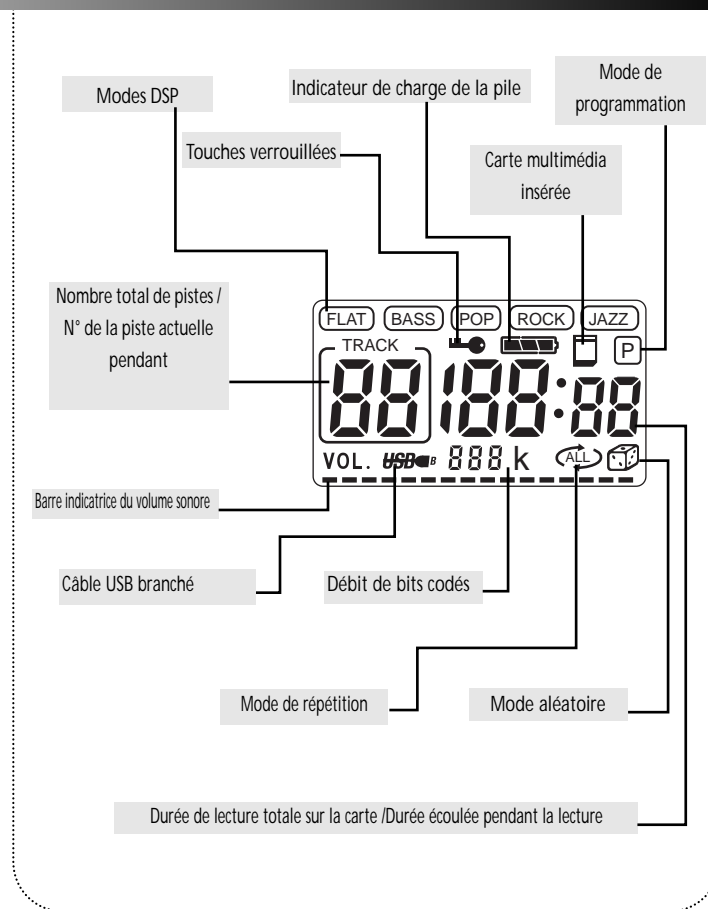 Modes DSP
Indicateur de charge de la pile
Mode de
programmation
Touches verrouillées
Carte multimédia
insérée
Nombre total de pistes /
N° de la piste actuelle
pendant
FLAT BASS POP ROCK JAZZ
TRACK
P
88 188:88
VOL. USB B 888 k ALL
Barre indicatrice du volume sonore
Câble USB branché
Débit de bits codés
Mode de répétition
Mode aléatoire
Durée de lecture totale sur la carte /Durée écoulée pendant la lecture